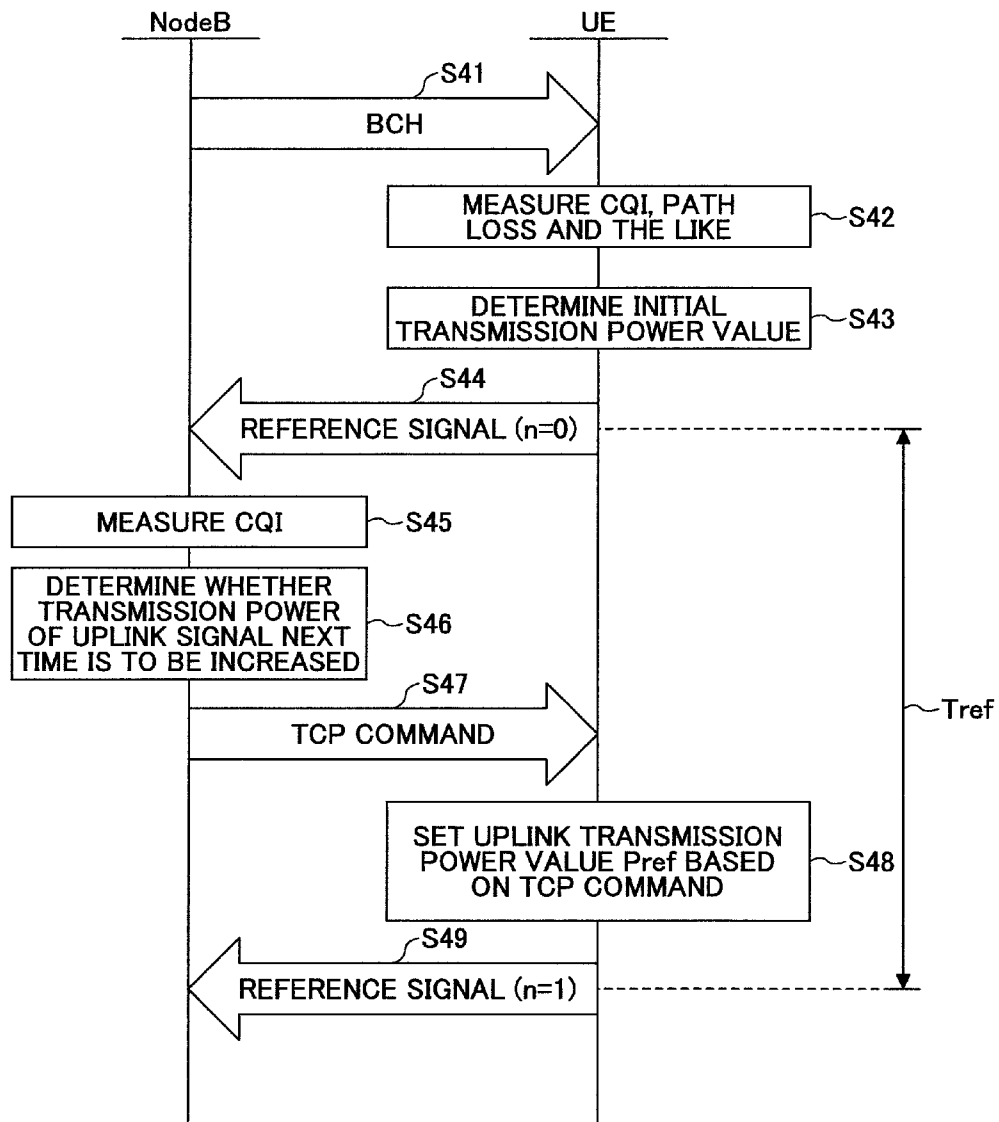 NodeB
UE
S41
BCH
MEASURE CQI, PATH
LOSS AND THE LIKE
S42
DETERMINE INITIAL
TRANSMISSION POWER VALUE
S43
S44
REFERENCE SIGNAL (n=0)
MEASURE CQI
S45
DETERMINE WHETHER
TRANSMISSION POWER
OF UPLINK SIGNAL NEXT
TIME IS TO BE INCREASED
S46
S47
TCP COMMAND
Tref
SET UPLINK TRANSMISSION
POWER VALUE Pref BASED
ON TCP COMMAND
S48
S49
REFERENCE SIGNAL (n=1)